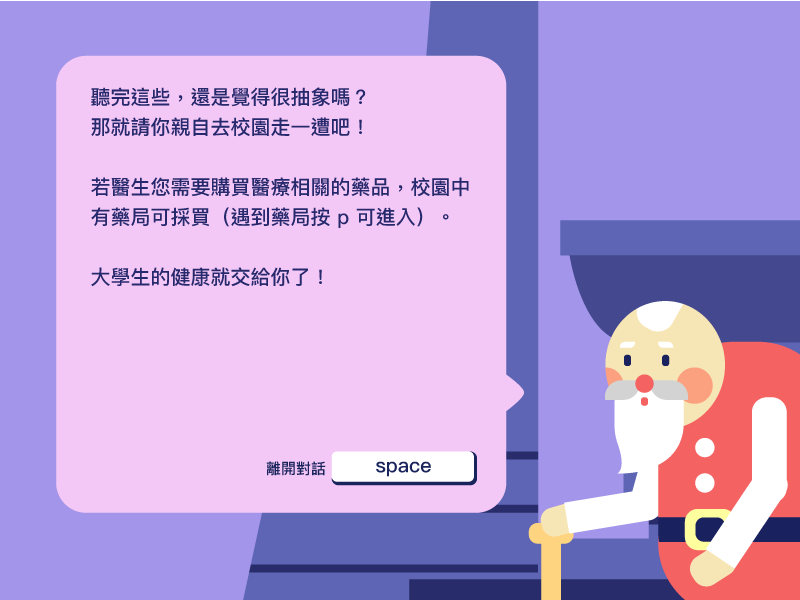 聽完這些，還是覺得很抽象嗎？
那就請你親自去校園走一遭吧！
若醫生您需要購買醫療相關的藥品，校園中
有藥局可採買（遇到藥局按 p 可進入）。
大學生的健康就交給你了！
離開對話 space